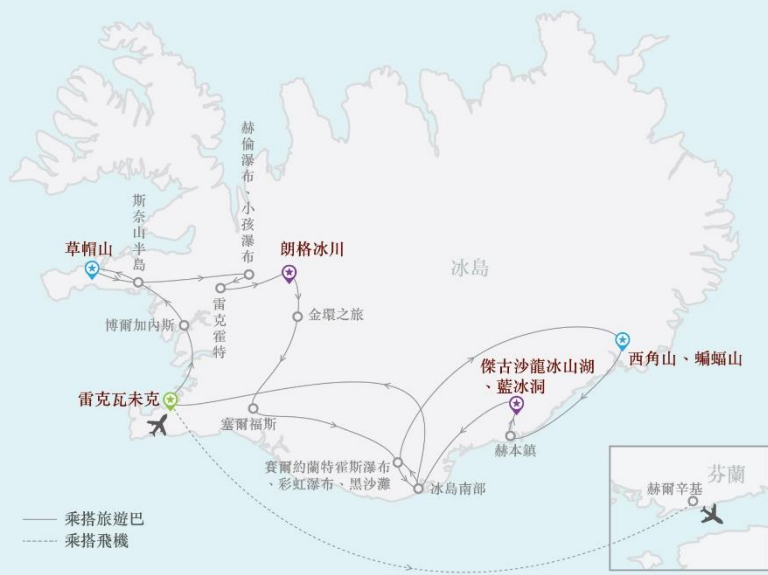 赫倫瀑布、小孩瀑布
斯奈山半島
草帽山
朗格冰川
冰島
雷克霍特
金環之旅
博爾加內斯
西角山、蝙蝠山
傑古沙龍冰山湖
、藍冰洞
雷克瓦未克
塞爾福斯
赫本鎮
賽爾約蘭特霍斯瀑布
、彩虹瀑布、黑沙灘
冰島南部
芬蘭
赫爾辛基
乘搭旅遊巴
乘搭飛機